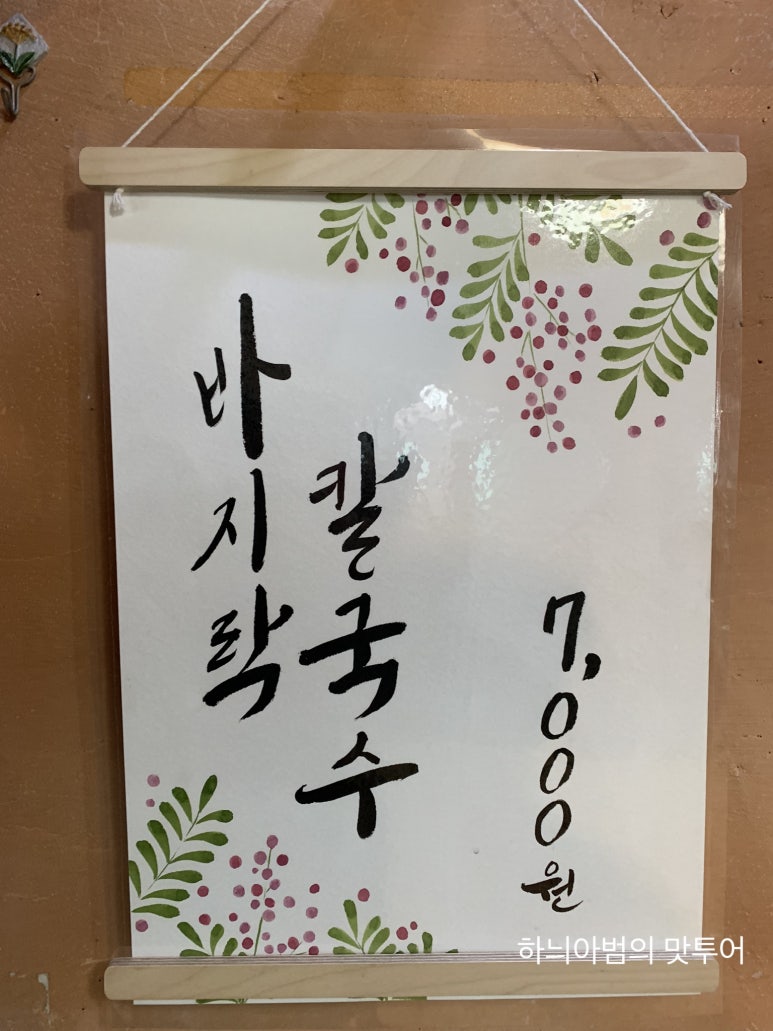 바지락
칼국수
7,000원
하늬아범의 맛투어